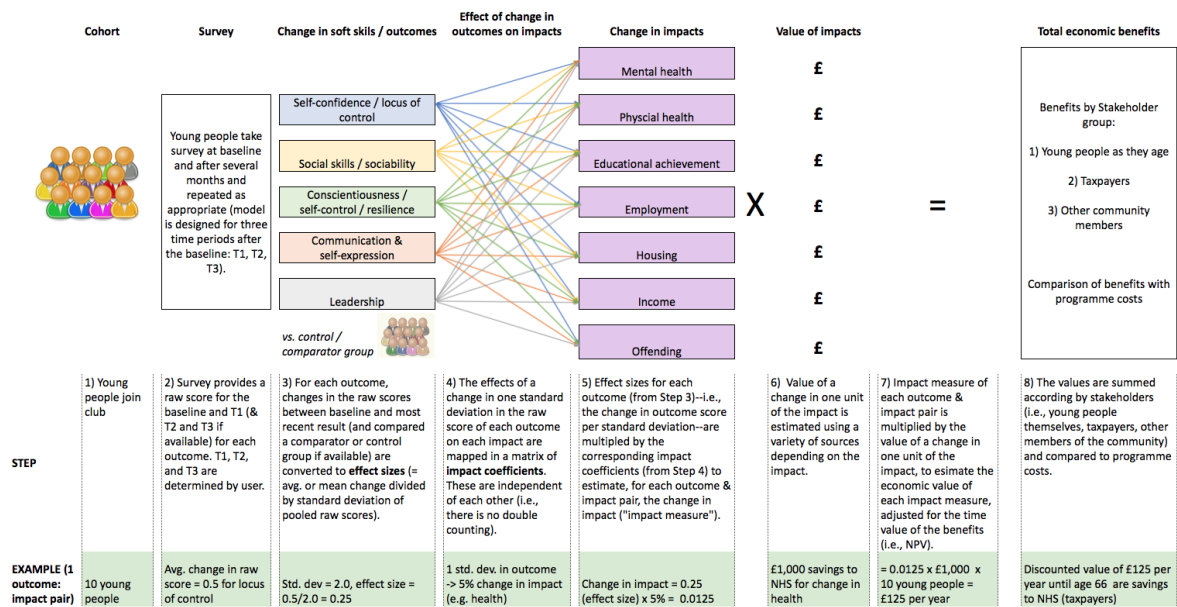 Cohort
Survey
Change in soft skils / outcomes
Effect of change in
outcomes on impacts
Change in impacts
Value of impacts
Total economic benefits
Young people take
survey at baseline
and after several
months and
repeated as
appropriate (model
is designed for three
time periods after
the baseline: T1, T2,
T3).
Self-confidence / locus of
control
Social skills / sociability
Conscientiousness /
self-control / resilience
Communication &
self-expression
Leadership
vs. control /
comparator group
Mental health
Physcial health
Educational achievement
Employment
Housing
Income
Offending
X
£
£
£
£
£
£
£
=
Benefits by Stakeholder
group:
1) Young people as they age
2) Taxpayers
3) Other community
members
Comparison of benefits with
programme costs
STEP
1) Young
people join
club
2) Survey provides a
raw score for the
baseline and T1 (&
T2 and T3 if
available) for each
outcome. T1, T2,
and T3 are
determined by user.
3) For each outcome,
changes in the raw scores
between baseline and most
recent result (and compared
a comparator or control
group if available) are
converted to effect sizes (=
avg. or mean change divided
by standard deviation of
pooled raw scores).
4) The effects of a
change in one standard
deviation in the raw
score of each outcome
on each impact are
mapped in a matrix of
impact coefficients.
These are independent
of each other (i.e.,
there is no double
counting).
5) Effect sizes for each
outcome (from Step 3)--i.e.,
the change in outcome score
per standard deviation--are
multipled by the
corresponding impact
coefficients (from Step 4) to
estimate, for each outcome &
impact pair, the change in
impact ("impact measure").
6) Value of a
change in one unit
of the impact is
estimated using a
variety of sources
depending on the
impact.
7) Impact measure of
each outcome &
impact pair is
multiplied by the
value of a change in
one unit of the
impact, to esimate the
economic value of
each impact measure,
adjusted for the time
value of the benefits
(i.e., NPV).
8) The values are summed
according by stakeholders
(i.e., young people
themselves, taxpayers, other
members of the community)
and compared to programme
costs.
EXAMPLE (1
outcome:
impact pair)
10 young
people
Avg. change in raw
score = 0.5 for locus
of control
Std. dev = 2.0, effect size =
0.5/2.0 = 0.25
1 std. dev. in outcome
-> 5% change in impact
(e.g. health)
Change in impact = 0.25
(effect size) x 5% = 0.0125
£1,000 savings to
NHS for change in
health
= 0.0125 x £1,000 x
10 young people =
£125 per year
Discounted value of £125 per
year until age 66 are savings
to NHS (taxpayers)